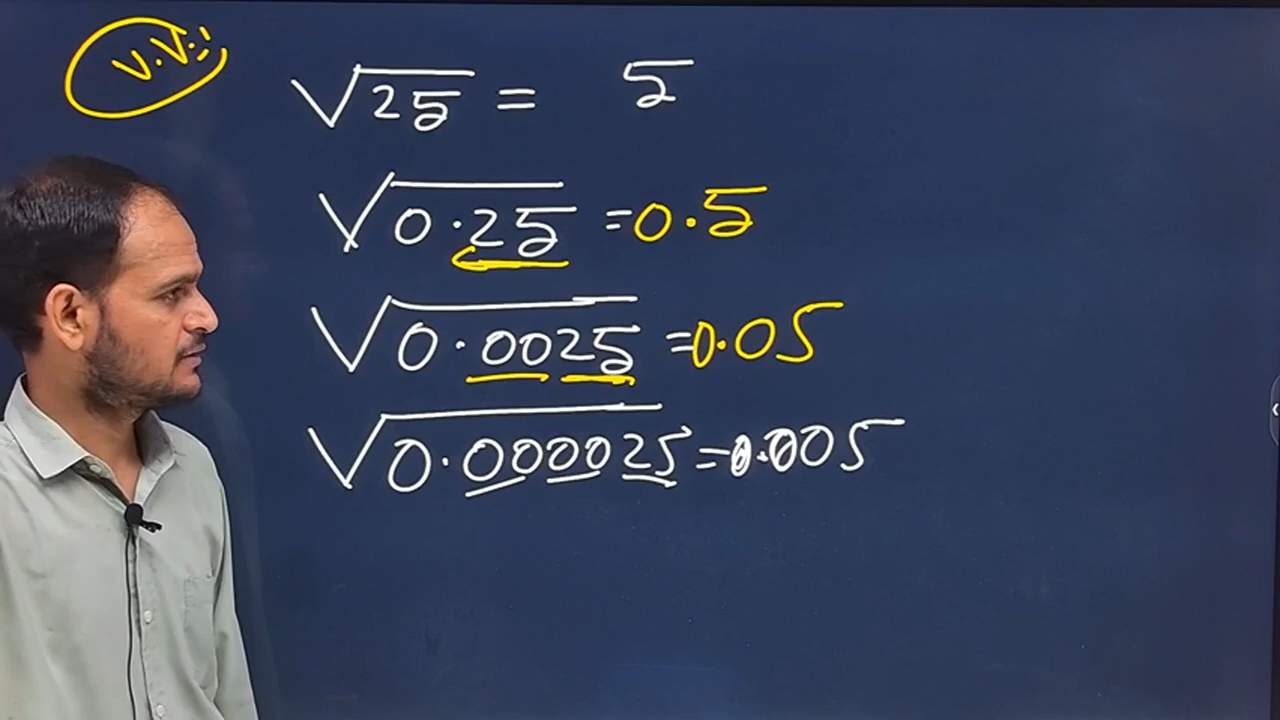 V.V.!
√25 = 5
√0.25 = 0.5
√0.0025 = 0.05
√0.000025 = 0.005